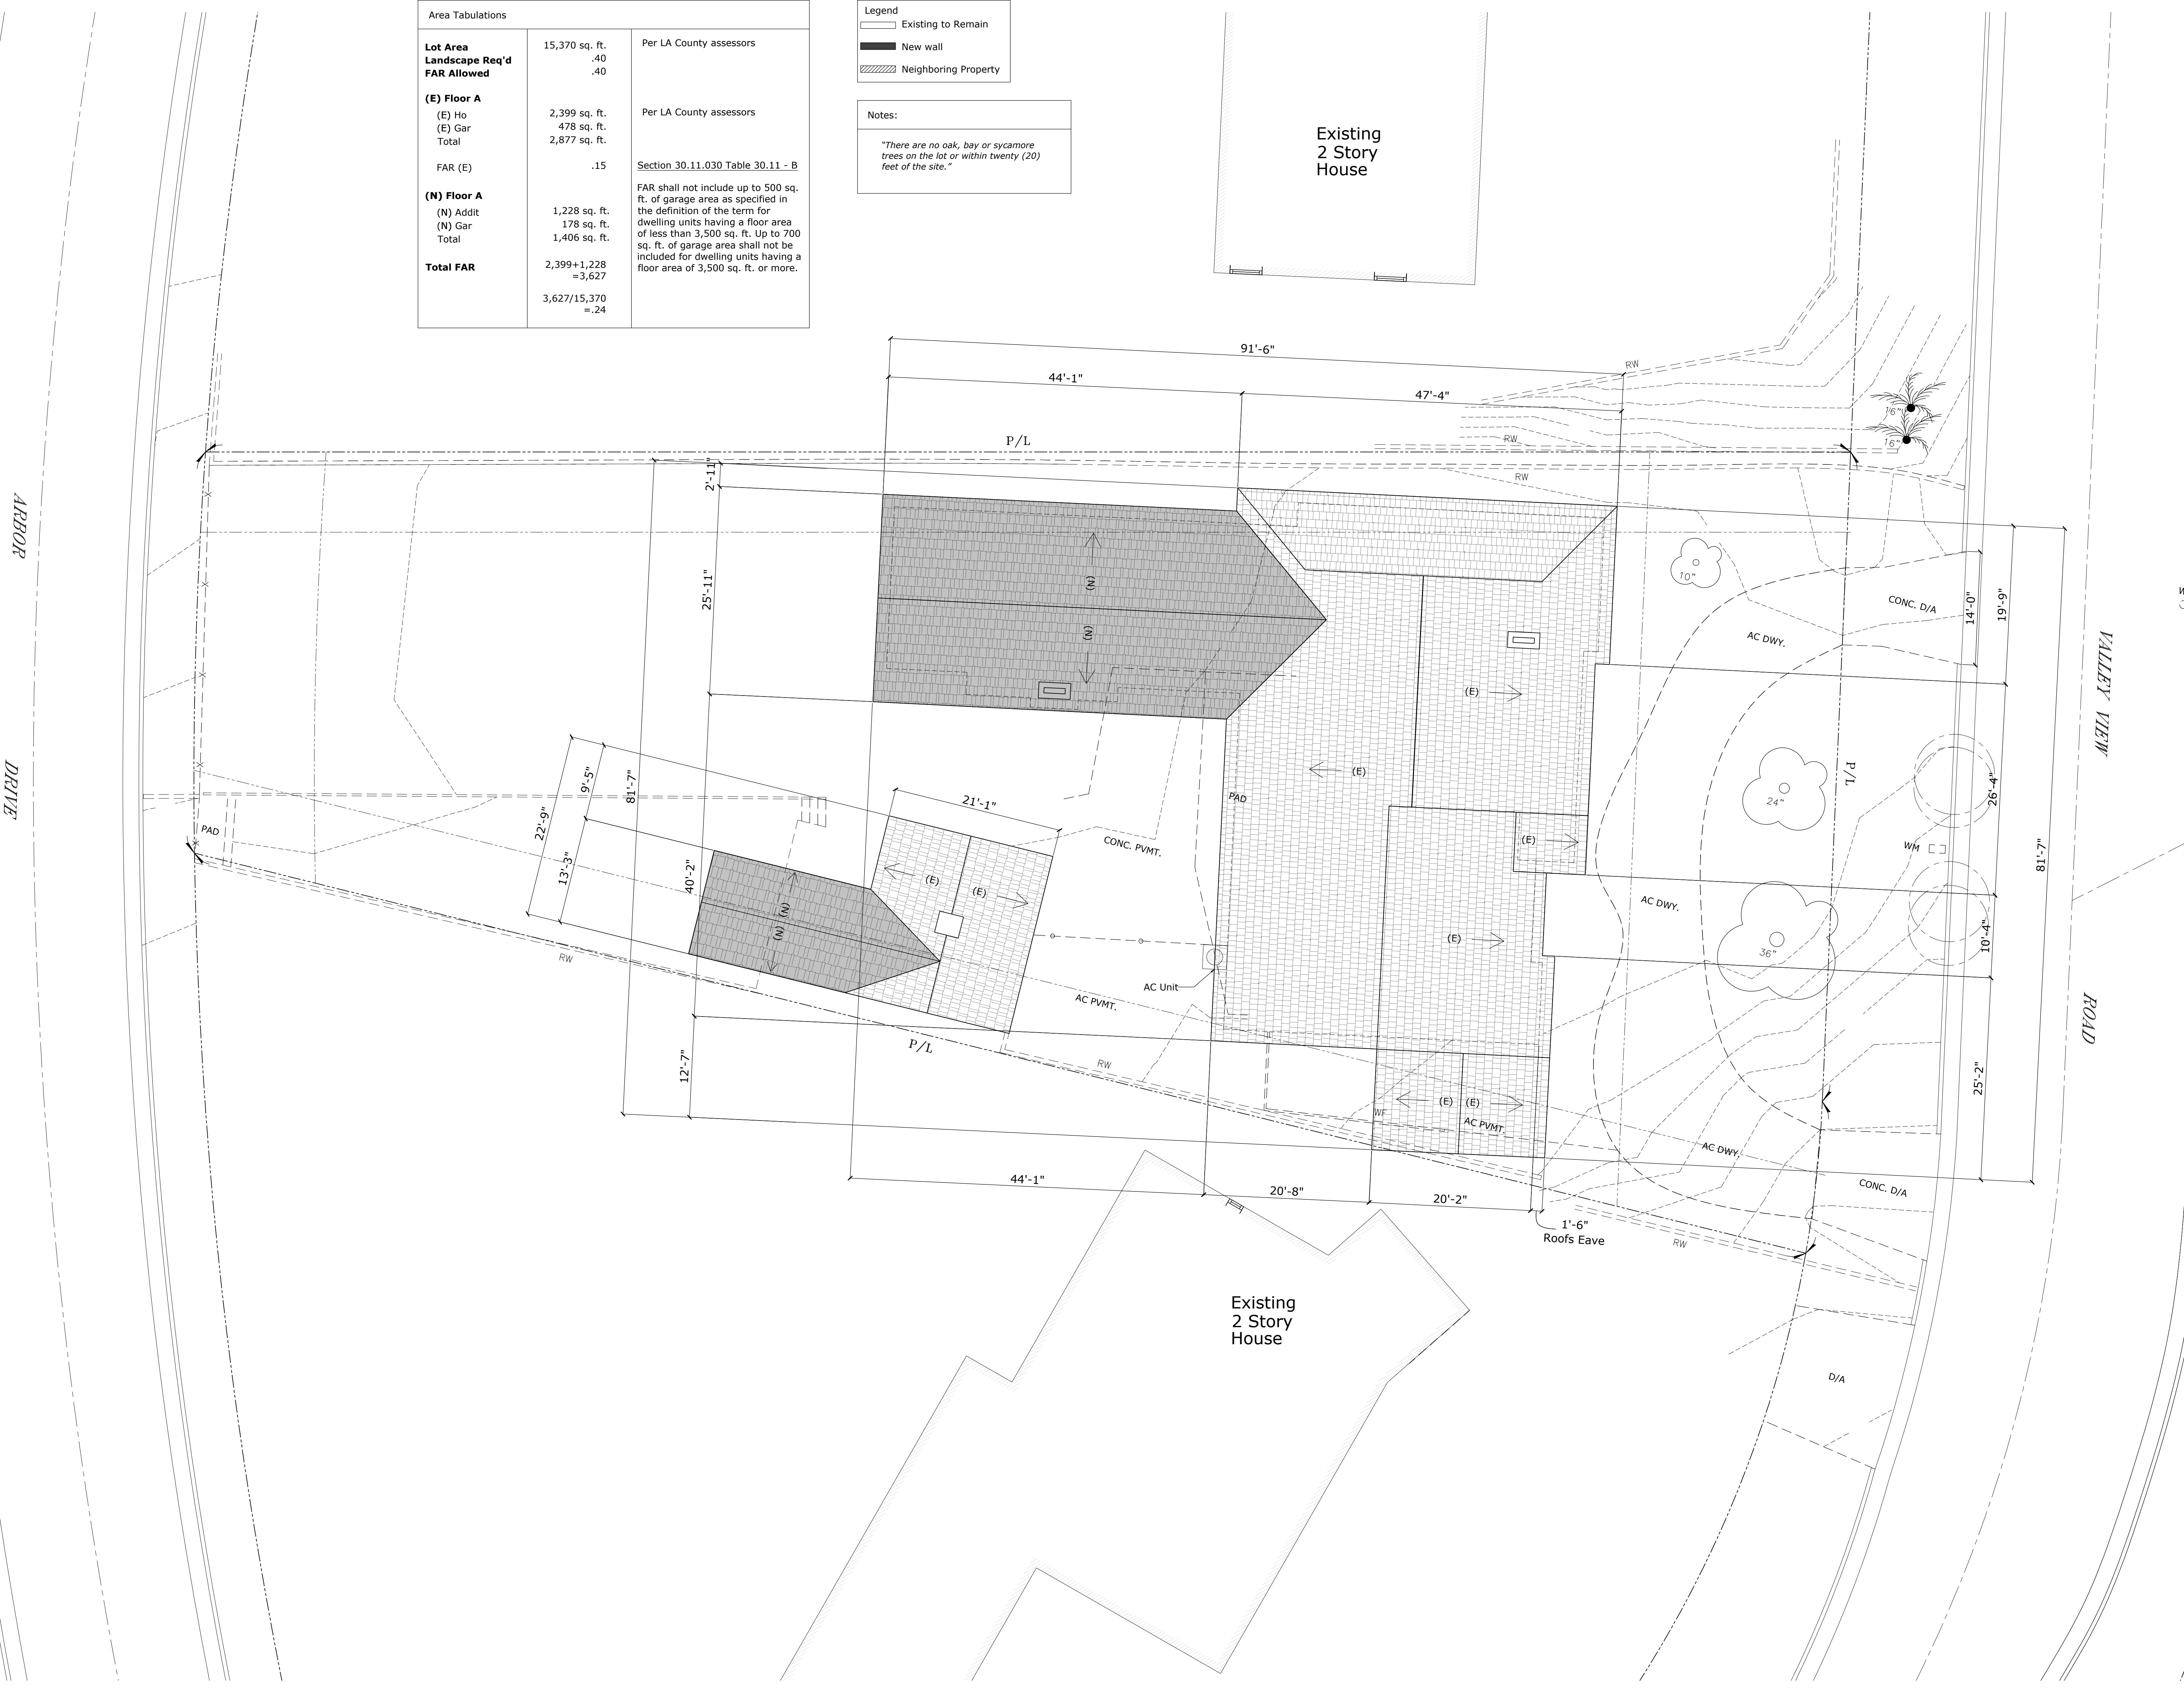 Area Tabulations
Lot Area 15,370 sq. ft. Per LA County assessors
Landscape Req'd .40
FAR Allowed .40
(E) Floor A
(E) Ho 2,399 sq. ft. Per LA County assessors
(E) Gar 478 sq. ft.
Total 2,877 sq. ft.
FAR (E) .15 Section 30.11.030 Table 30.11 - B
FAR shall not include up to 500 sq.
ft. of garage area as specified in
the definition of the term for
dwelling units having a floor area
of less than 3,500 sq. ft. Up to 700
sq. ft. of garage area shall not be
included for dwelling units having a
floor area of 3,500 sq. ft. or more.
(N) Floor A
(N) Addit 1,228 sq. ft.
(N) Gar 178 sq. ft.
Total 1,406 sq. ft.
Total FAR 2,399+1,228
=3,627
3,627/15,370
=.24
Legend
Existing to Remain
New wall
Neighboring Property
Notes:
"There are no oak, bay or sycamore
trees on the lot or within twenty (20)
feet of the site."
Existing
2 Story
House
91'-6"
44'-1"
47'-4"
RW
16"
16"
P/L
RW
RW
2'-11"
25'-11"
ARBOR
DRIVE
(N)
(N)
10"
CONC. D/A
14'-0"
19'-9"
AC DWY.
VALLEY VIEW
ROAD
(E)
(E)
P/L
24"
26'-4"
81'-7"
9'-5"
22'-9"
13'-3"
21'-1"
PAD
PAD
CONC. PVMT.
(E)
WM
81'-7"
40'-2"
(E)
(E)
(N)
(N)
AC DWY.
36"
10'-4"
(E)
RW
AC Unit
AC PVMT.
P/L
RW
12'-7"
25'-2"
(E) (E)
WF
AC PVMT.
AC DWY.
CONC. D/A
44'-1"
20'-8"
20'-2"
1'-6"
Roofs Eave
RW
Existing
2 Story
House
D/A